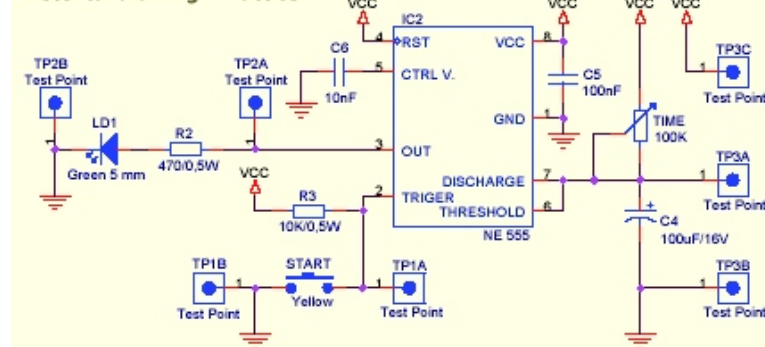 VCC
VCC
VCC
VCC
IC2
4
RST
VCC
8
C6
TP3C
TP2B
Test Point
TP2A
Test Point
5
CTRL V.
C5
100nF
1
Test Point
10nF
GND
1
TIME
100K
LD1
R2
1
1
3
OUT
TP3A
Green 5 mm
470/0,5W
VCC
DISCHARGE
7
1
2
TRIGER
R3
THRESHOLD
6
Test Point
10K/0,5W
NE 555
+
C4
100uF/16V
TP1B
START
TP1A
TP3B
1
1
1
Yellow
Test Point
Test Point
Test Point